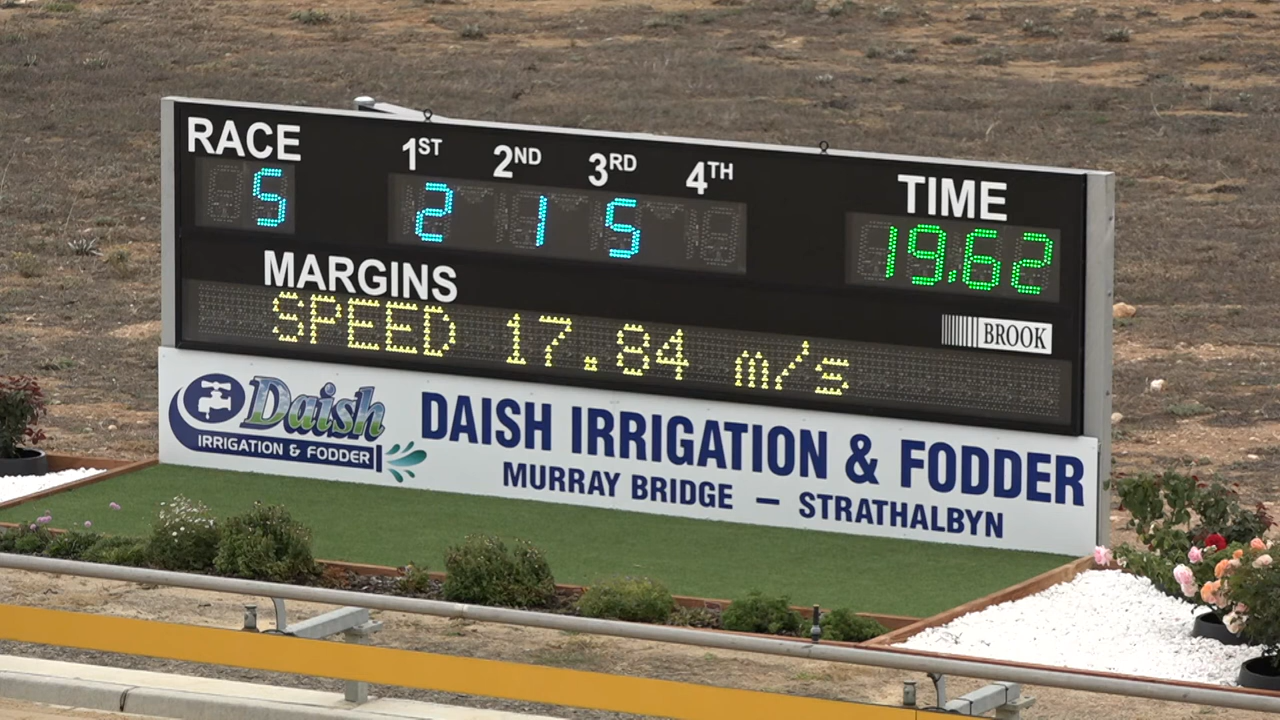 RACE 1ST 2ND 3RD 4TH TIME
5 2 1 5 19.62
MARGINS
BROOK
SPEED 17.84 m/s
Daish
IRRIGATION & FODDER
DAISH IRRIGATION & FODDER
MURRAY BRIDGE – STRATHALBYN